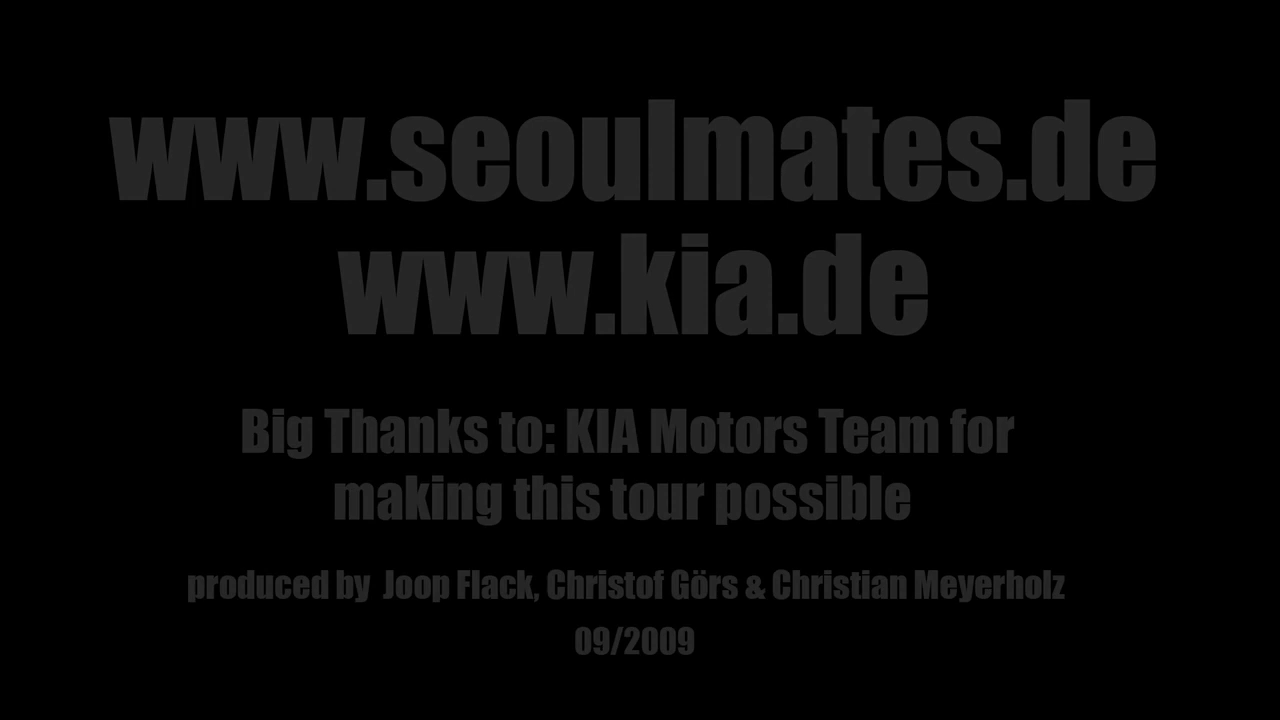 www.seoulmates.de
www.kia.de
Big Thanks to: KIA Motors Team for
making this tour possible
produced by  Joop Flack, Christof Görs & Christian Meyerholz
09/2009